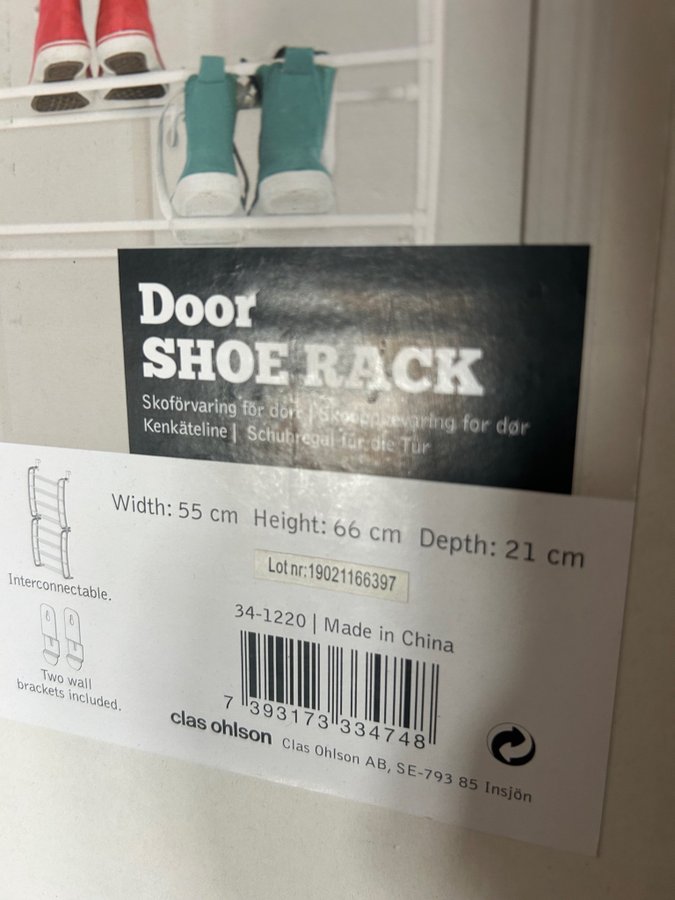 Door
SHOE RACK
Skoförvaring för dörr | Skooppbevaring for dør
Kenkäteline | Schuhregal für die Tür
Width: 55 cm Height: 66 cm Depth: 21 cm
Interconnectable.
Lot nr:19021166397
34-1220 | Made in China
Two wall
brackets included.
7 393173 334748
clas ohlson Clas Ohlson AB, SE-793 85 Insjön